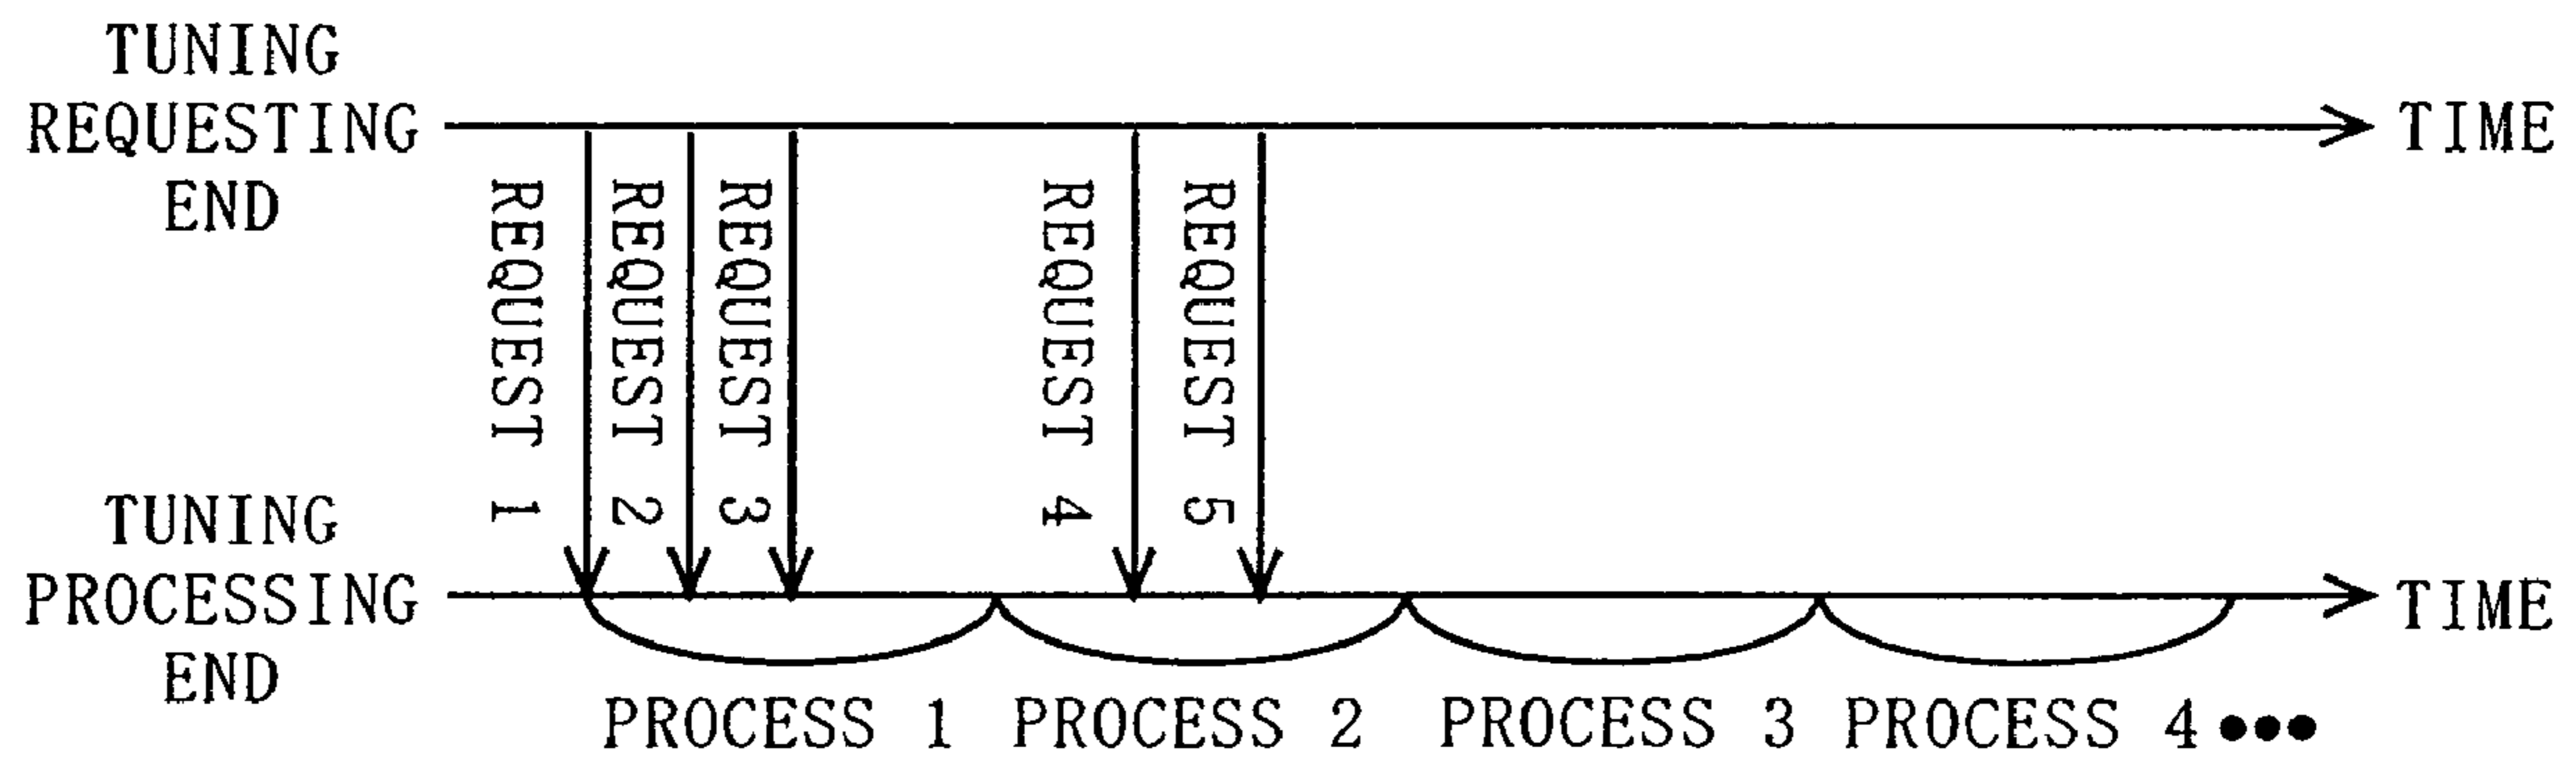 TUNING
REQUESTING
END
TIME
REQUEST 1
REQUEST 2
REQUEST 3
REQUEST 4
REQUEST 5
TUNING
PROCESSING
END
TIME
PROCESS 1
PROCESS 2
PROCESS 3
PROCESS 4 •••